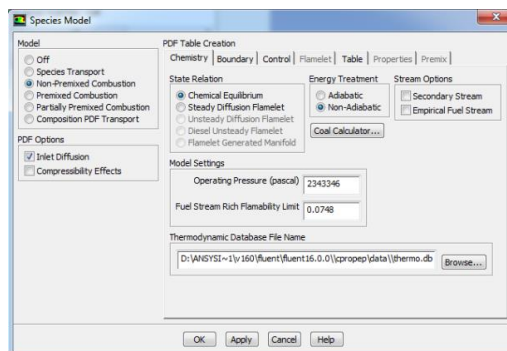 Species Model
Model
Off
Species Transport
Non-Premixed Combustion
Premixed Combustion
Partially Premixed Combustion
Composition PDF Transport
PDF Options
Inlet Diffusion
Compressibility Effects
PDF Table Creation
Chemistry Boundary Control Flamelet Table Properties Premix
State Relation
Chemical Equilibrium
Steady Diffusion Flamelet
Unsteady Diffusion Flamelet
Diesel Unsteady Flamelet
Flamelet Generated Manifold
Energy Treatment
Adiabatic
Non-Adiabatic
Stream Options
Secondary Stream
Empirical Fuel Stream
Coal Calculator...
Model Settings
Operating Pressure (pascal) 2343346
Fuel Stream Rich Flamability Limit 0.0748
Thermodynamic Database File Name
D:\ANSYSI~1\v160\fluent\fluent16.0.0\\cpropep\data\\thermo.db Browse...
OK Apply Cancel Help